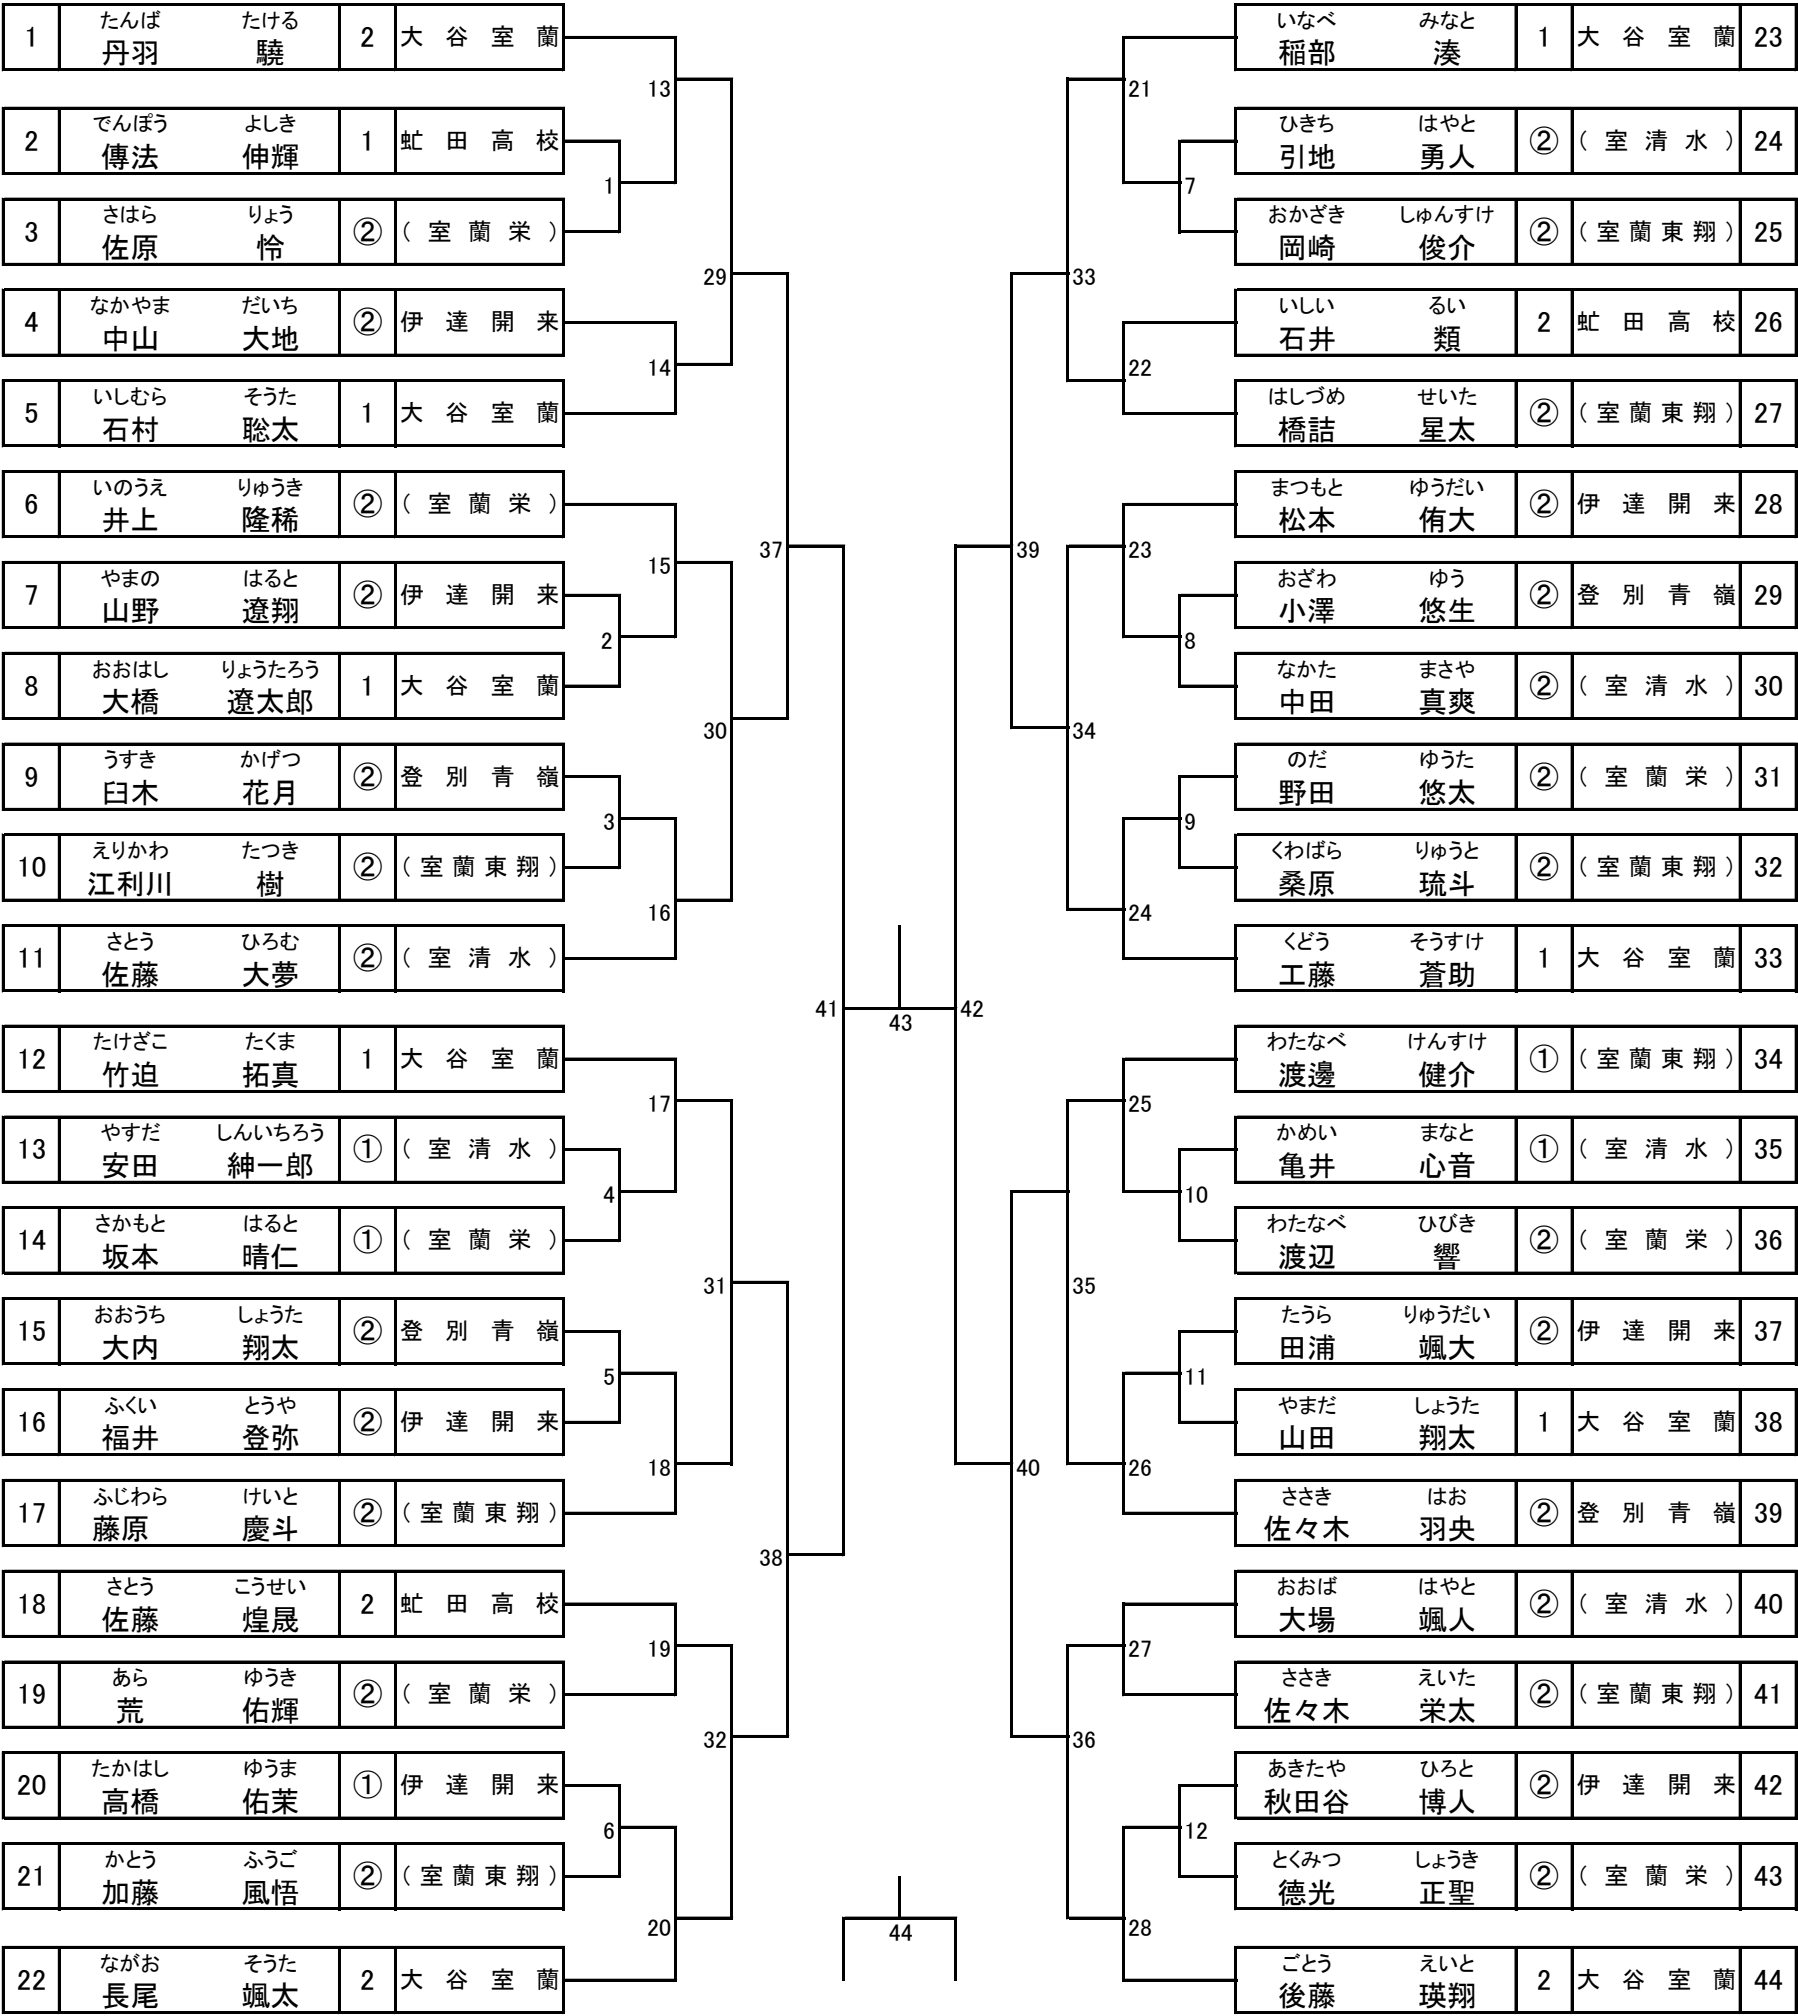 たんば たける
1 丹羽 驍 2 大谷室蘭
でんぽう よしき
2 傳法 伸輝 1 虻田高校
さはら りょう
3 佐原 怜 ② (室蘭栄)
なかやま だいち
4 中山 大地 ② 伊達開来
いしむら そうた
5 石村 聡太 1 大谷室蘭
いのうえ りゅうき
6 井上 隆稀 ② (室蘭栄)
やまの はると
7 山野 遼翔 ② 伊達開来
おおはし りょうたろう
8 大橋 遼太郎 1 大谷室蘭
うすき かげつ
9 臼木 花月 ② 登別青嶺
えりかわ たつき
10 江利川 樹 ② (室蘭東翔)
さとう ひろむ
11 佐藤 大夢 ② (室清水)
たけざこ たくま
12 竹迫 拓真 1 大谷室蘭
やすだ しんいちろう
13 安田 紳一郎 ① (室清水)
さかもと はると
14 坂本 晴仁 ① (室蘭栄)
おおうち しょうた
15 大内 翔太 ② 登別青嶺
ふくい とうや
16 福井 登弥 ② 伊達開来
ふじわら けいと
17 藤原 慶斗 ② (室蘭東翔)
さとう こうせい
18 佐藤 煌晟 2 虻田高校
あら ゆうき
19 荒 佑輝 ② (室蘭栄)
たかはし ゆうま
20 高橋 佑茉 ① 伊達開来
かとう ふうご
21 加藤 風悟 ② (室蘭東翔)
ながお そうた
22 長尾 颯太 2 大谷室蘭
13
1
29
14
15
37
2
30
3
16
41
17
4
31
5
18
38
19
32
6
20
43
44
21
7
33
22
39
23
8
34
9
24
42
25
10
35
11
26
40
27
36
12
28
いなべ みなと
稲部 湊 1 大谷室蘭 23
ひきち はやと
引地 勇人 ② (室清水) 24
おかざき しゅんすけ
岡崎 俊介 ② (室蘭東翔) 25
いしい るい
石井 類 2 虻田高校 26
はしづめ せいた
橋詰 星太 ② (室蘭東翔) 27
まつもと ゆうだい
松本 侑大 ② 伊達開来 28
おざわ ゆう
小澤 悠生 ② 登別青嶺 29
なかた まさや
中田 真爽 ② (室清水) 30
のだ ゆうた
野田 悠太 ② (室蘭栄) 31
くわばら りゅうと
桑原 琉斗 ② (室蘭東翔) 32
くどう そうすけ
工藤 蒼助 1 大谷室蘭 33
わたなべ けんすけ
渡邊 健介 ① (室蘭東翔) 34
かめい まなと
亀井 心音 ① (室清水) 35
わたなべ ひびき
渡辺 響 ② (室蘭栄) 36
たうら りゅうだい
田浦 颯大 ② 伊達開来 37
やまだ しょうた
山田 翔太 1 大谷室蘭 38
ささき はお
佐々木 羽央 ② 登別青嶺 39
おおば はやと
大場 颯人 ② (室清水) 40
ささき えいた
佐々木 栄太 ② (室蘭東翔) 41
あきたや ひろと
秋田谷 博人 ② 伊達開来 42
とくみつ しょうき
德光 正聖 ② (室蘭栄) 43
ごとう えいと
後藤 瑛翔 2 大谷室蘭 44